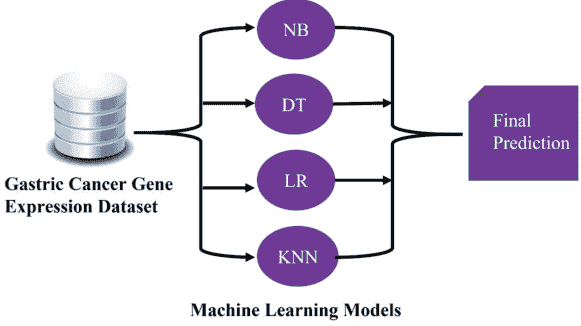 NB
DT
LR
KNN
Gastric Cancer Gene
Expression Dataset
Final
Prediction
Machine Learning Models